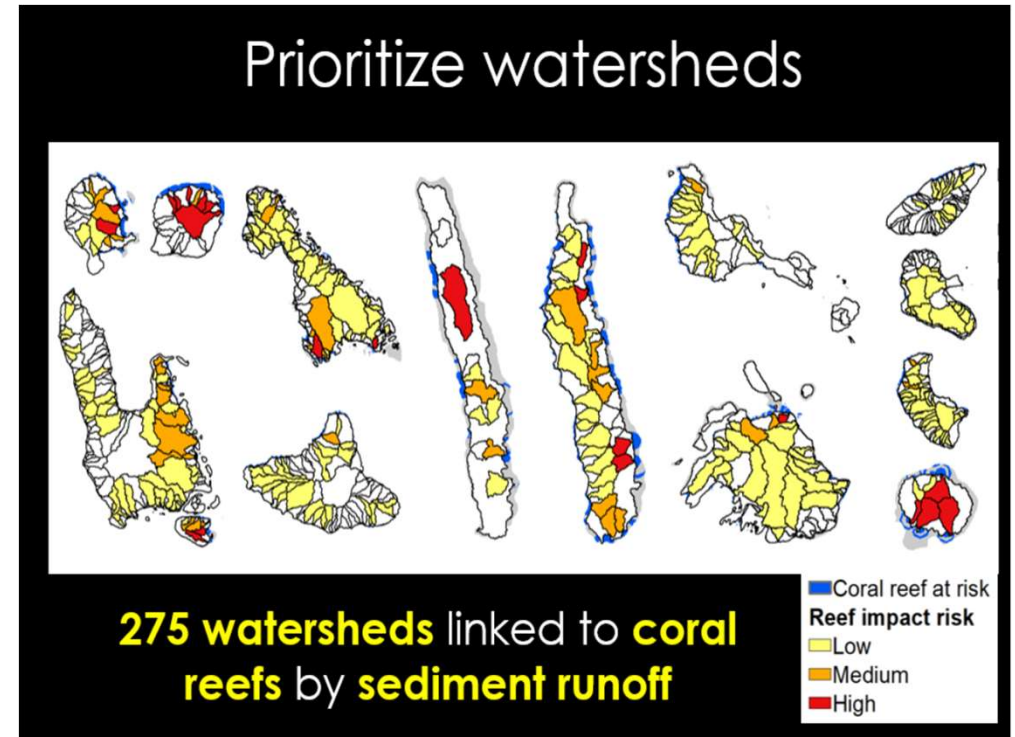 Prioritize watersheds
275 watersheds linked to coral
reefs by sediment runoff
Coral reef at risk
Reef impact risk
Low
Medium
High